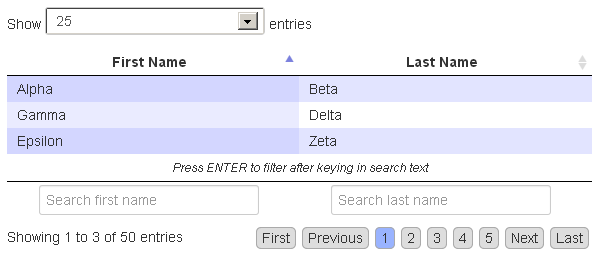 Show 25 entries
First Name Last Name
Alpha Beta
Gamma Delta
Epsilon Zeta
Press ENTER to filter after keying in search text
Search first name Search last name
Showing 1 to 3 of 50 entries First Previous 1 2 3 4 5 Next Last